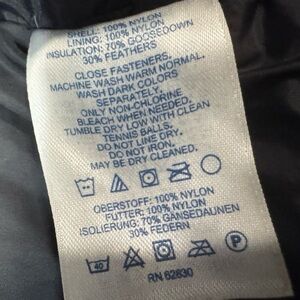 SHELL: 100% NYLON
LINING: 100% NYLON
INSULATION: 70% GOOSEDOWN
30% FEATHERS
CLOSE FASTENERS.
MACHINE WASH WARM NORMAL.
WASH DARK COLORS
SEPARATELY.
ONLY NON-CHLORINE
BLEACH WHEN NEEDED.
TUMBLE DRY LOW WITH CLEAN
TENNIS BALLS.
DO NOT LINE DRY.
DO NOT IRON.
MAY BE DRY CLEANED.
OBERSTOFF: 100% NYLON
FUTTER: 100% NYLON
ISOLIERUNG: 70% GANSEDAUNEN
30% FEDERN
40
P
RN 62830